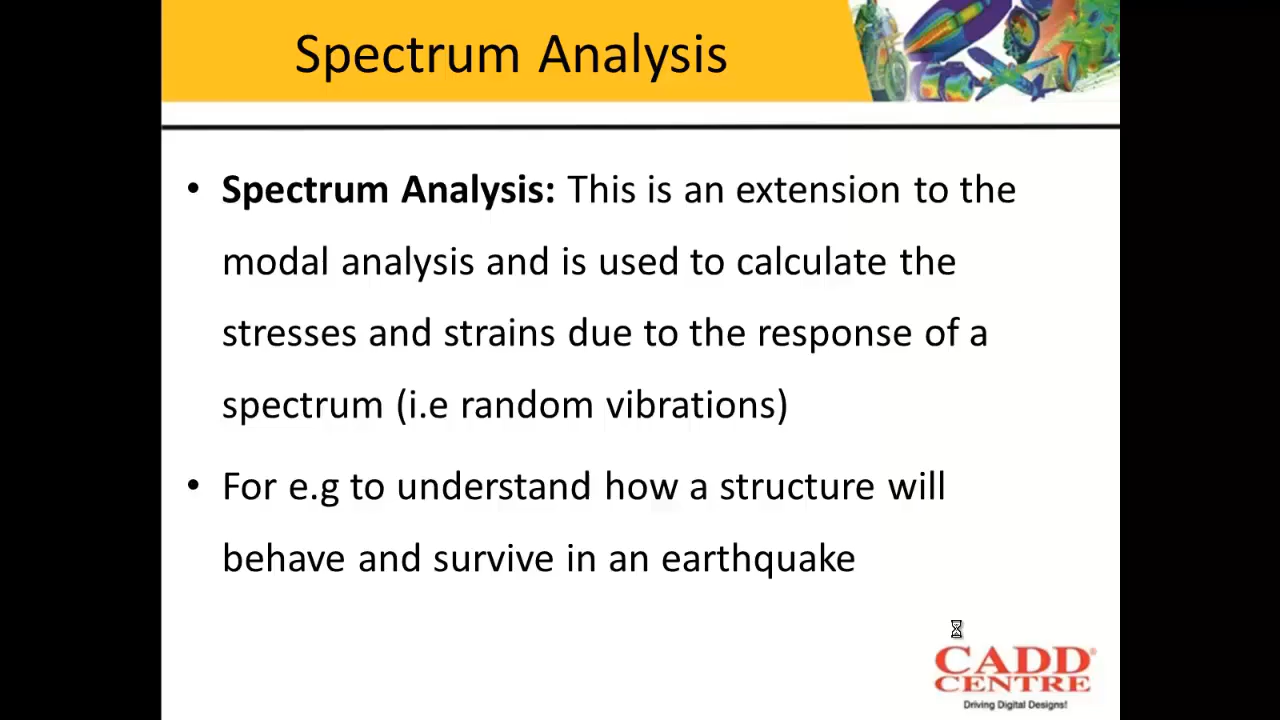 Spectrum Analysis
• Spectrum Analysis: This is an extension to the
modal analysis and is used to calculate the
stresses and strains due to the response of a
spectrum (i.e random vibrations)
• For e.g to understand how a structure will
behave and survive in an earthquake
CADD®
CENTRE
Driving Digital Designs!